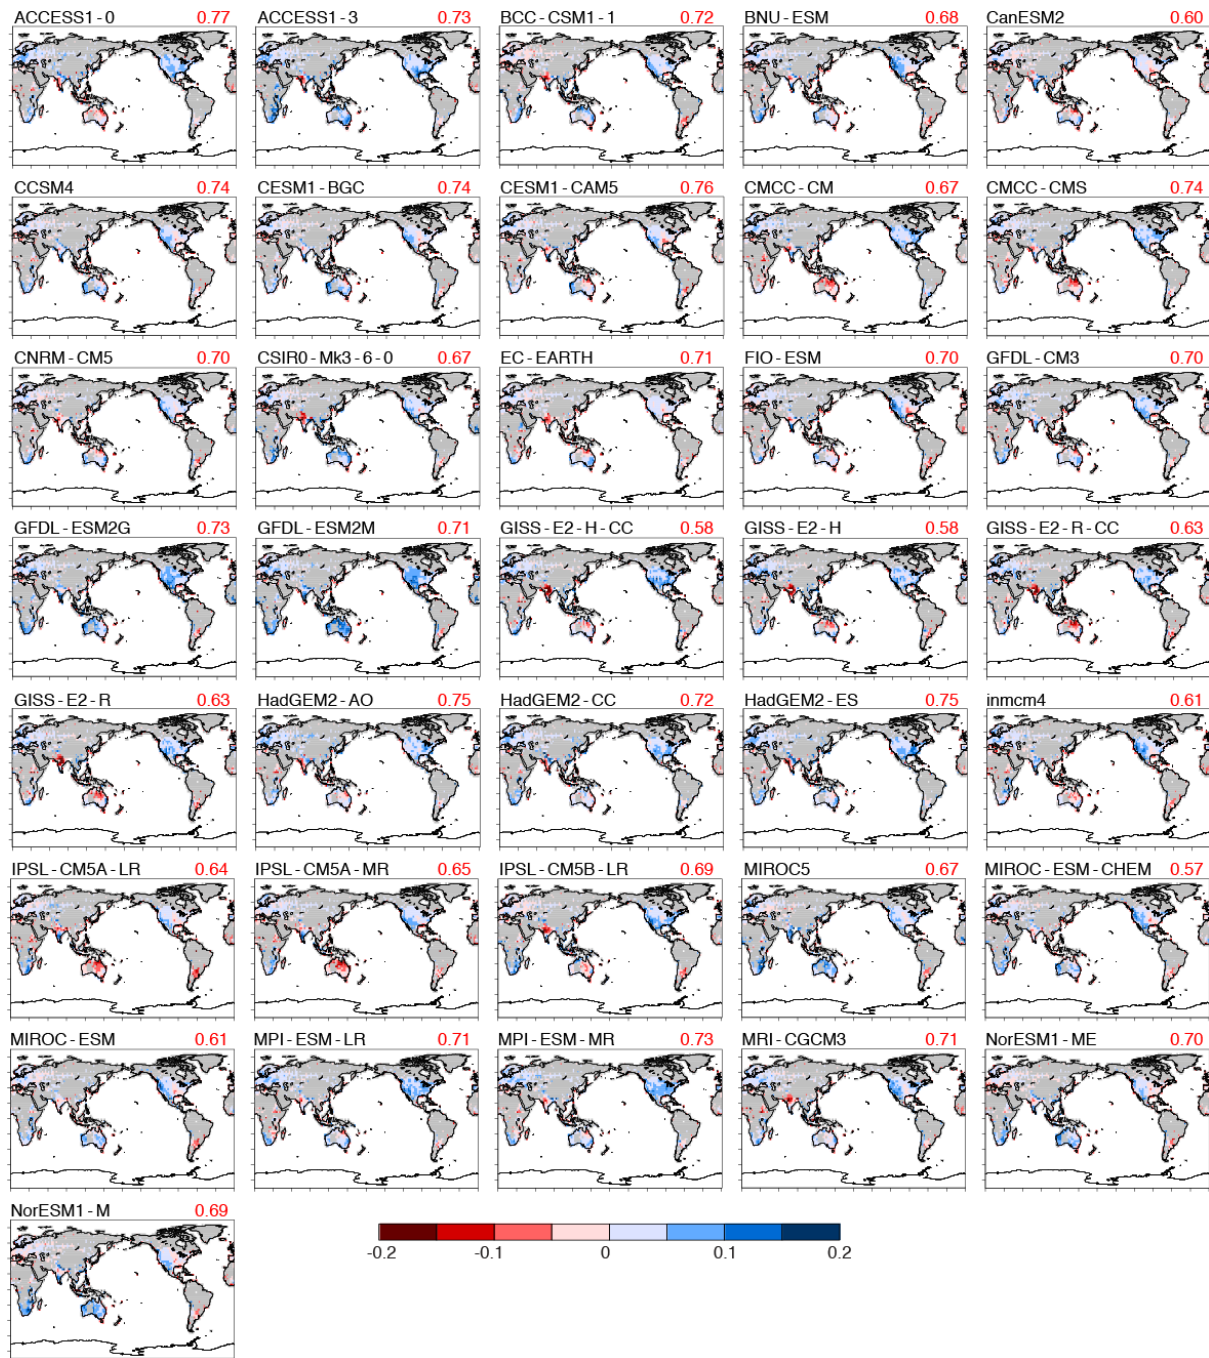 ACCESS1 - 0 0.77 ACCESS1 - 3 0.73 BCC - CSM1 - 1 0.72 BNU - ESM 0.68 CanESM2 0.60
CCSM4 0.74 CESM1 - BGC 0.74 CESM1 - CAM5 0.76 CMCC - CM 0.67 CMCC - CMS 0.74
CNRM - CM5 0.70 CSIR0 - Mk3 - 6 - 0 0.67 EC - EARTH 0.71 FIO - ESM 0.70 GFDL - CM3 0.70
GFDL - ESM2G 0.73 GFDL - ESM2M 0.71 GISS - E2 - H - CC 0.58 GISS - E2 - H 0.58 GISS - E2 - R - CC 0.63
GISS - E2 - R 0.63 HadGEM2 - AO 0.75 HadGEM2 - CC 0.72 HadGEM2 - ES 0.75 inmcm4 0.61
IPSL - CM5A - LR 0.64 IPSL - CM5A - MR 0.65 IPSL - CM5B - LR 0.69 MIROC5 0.67 MIROC - ESM - CHEM 0.57
MIROC - ESM 0.61 MPI - ESM - LR 0.71 MPI - ESM - MR 0.73 MRI - CGCM3 0.71 NorESM1 - ME 0.70
NorESM1 - M 0.69
-0.2 -0.1 0 0.1 0.2